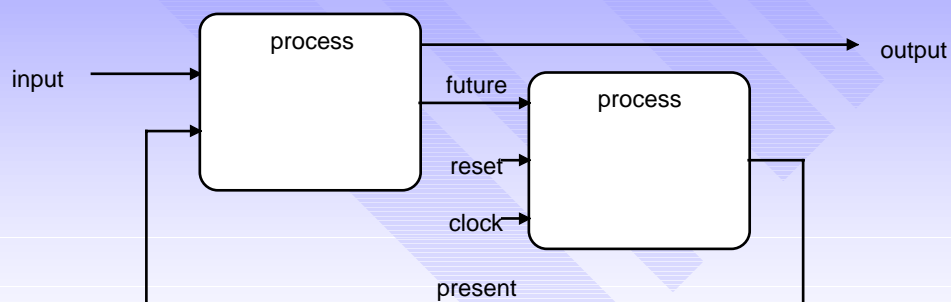 process
output
input
future
process
reset
clock
present